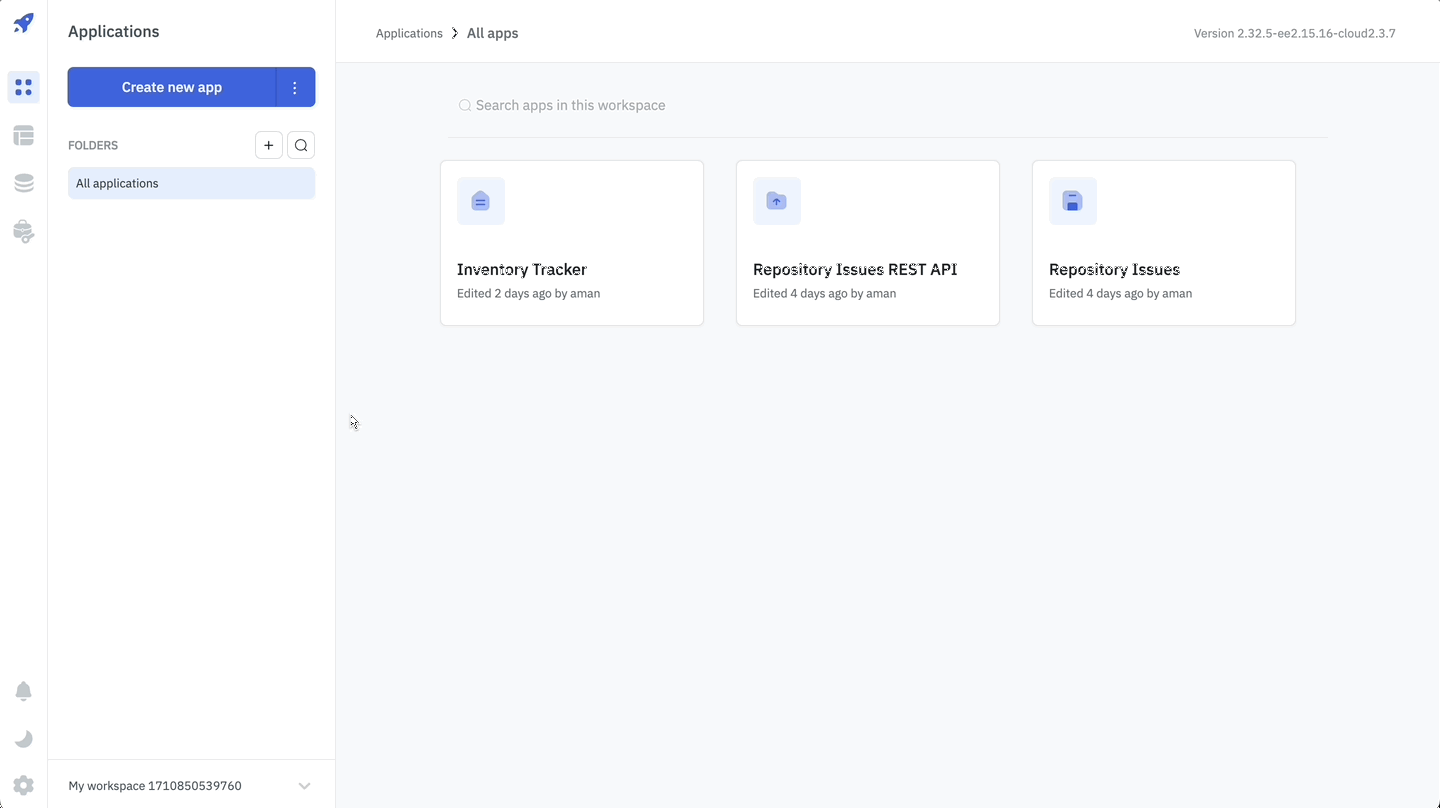 Applications
Create new app
FOLDERS
All applications
My workspace 1710850539760
Applications All apps
Version 2.32.5-ee2.15.16-cloud2.3.7
Search apps in this workspace
Inventory Tracker
Edited 2 days ago by aman
Repository Issues REST API
Edited 4 days ago by aman
Repository Issues
Edited 4 days ago by aman